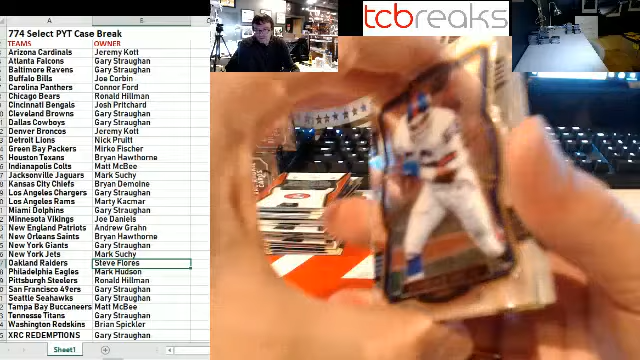 tcbreaks
A
B
C
774 Select PYT Case Break
TEAMS OWNER
Arizona Cardinals Jeremy Kott
Atlanta Falcons Gary Straughan
Baltimore Ravens Gary Straughan
Buffalo Bills Joe Corbin
Carolina Panthers Connor Ford
Chicago Bears Ronald Hillman
Cincinnati Bengals Josh Pritchard
Cleveland Browns Gary Straughan
Dallas Cowboys Gary Straughan
Denver Broncos Jeremy Kott
Detroit Lions Nick Pruitt
Green Bay Packers Mirko Fischer
Houston Texans Bryan Hawthorne
Indianapolis Colts Matt McBee
Jacksonville Jaguars Mark Suchy
Kansas City Chiefs Bryan Demoine
Los Angeles Chargers Gary Straughan
Los Angeles Rams Marty Kacmar
Miami Dolphins Gary Straughan
Minnesota Vikings Joe Daniels
New England Patriots Andrew Grahn
New Orleans Saints Bryan Hawthorne
New York Giants Gary Straughan
New York Jets Mark Suchy
Oakland Raiders Steve Flores
Philadelphia Eagles Mark Hudson
Pittsburgh Steelers Ronald Hillman
San Francisco 49ers Gary Straughan
Seattle Seahawks Gary Straughan
Tampa Bay Buccaneers Matt McBee
Tennesse Titans Gary Straughan
Washington Redskins Brian Spickler
XRC REDEMPTIONS Gary Straughan
Sheet1